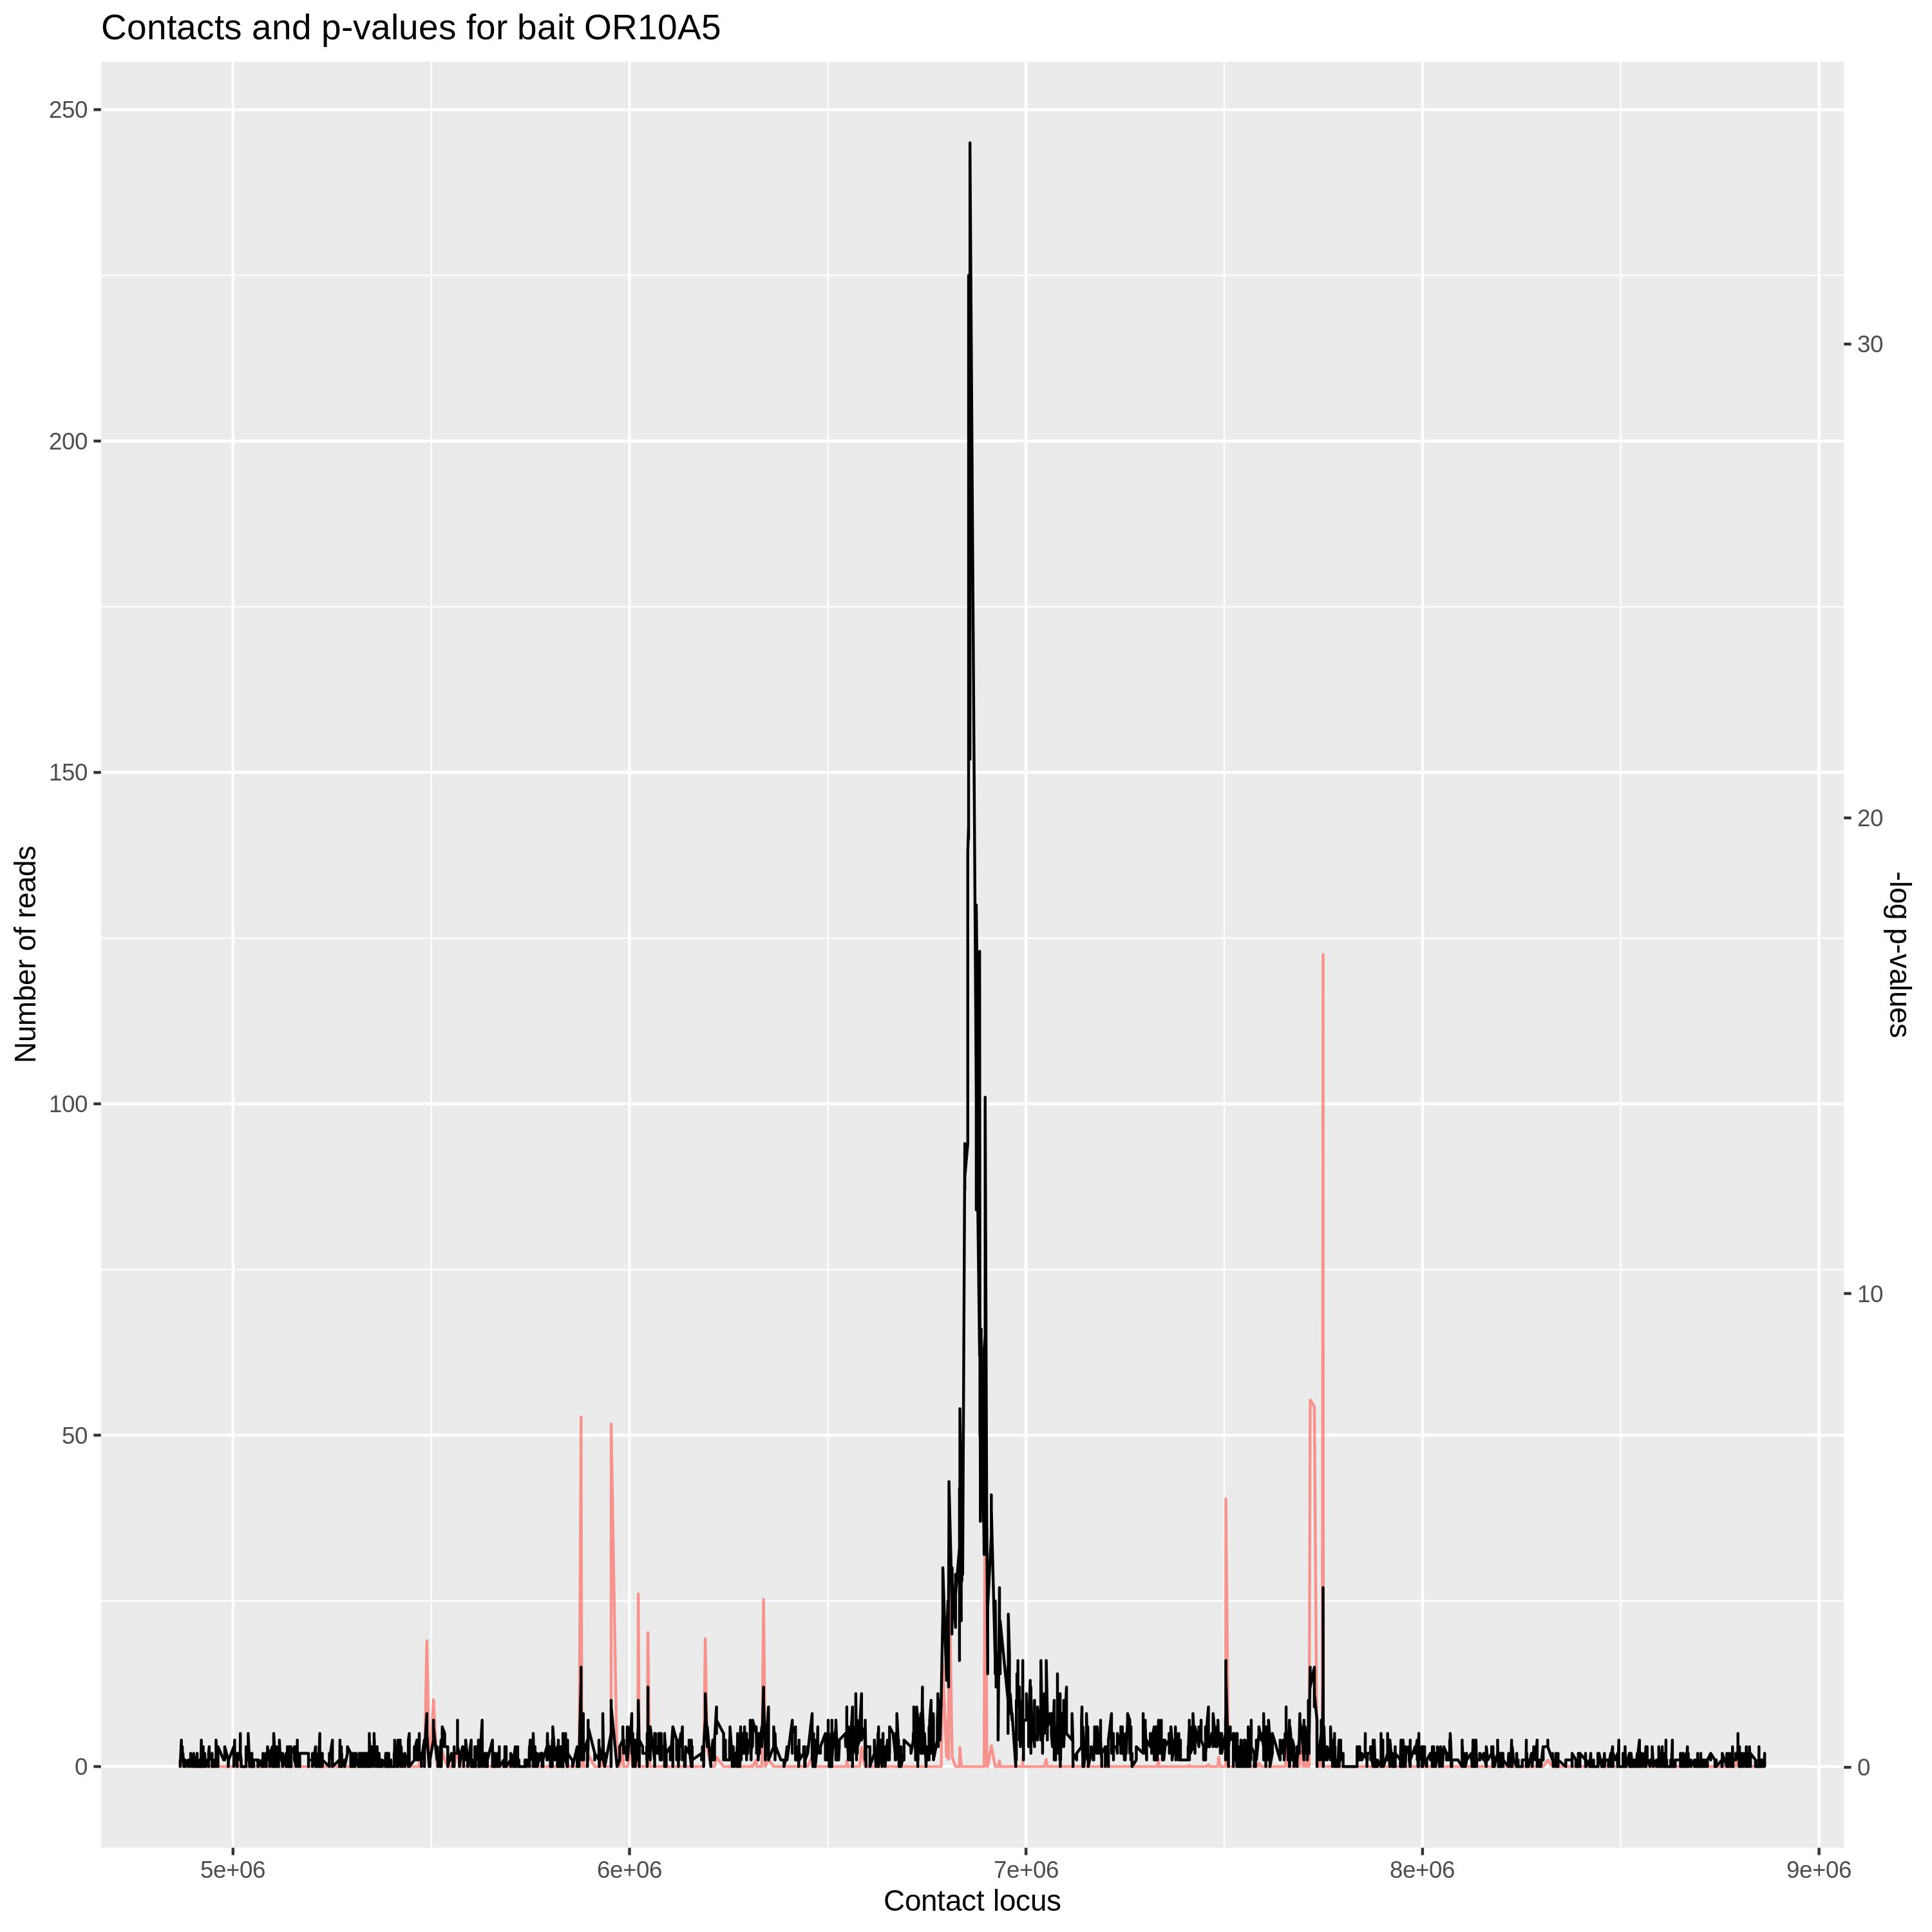 Contacts and p-values for bait OR10A5
250
200
150
100
50
0
Number of reads
30
20
10
0
-log p-values
5e+06 6e+06 7e+06 8e+06 9e+06
Contact locus